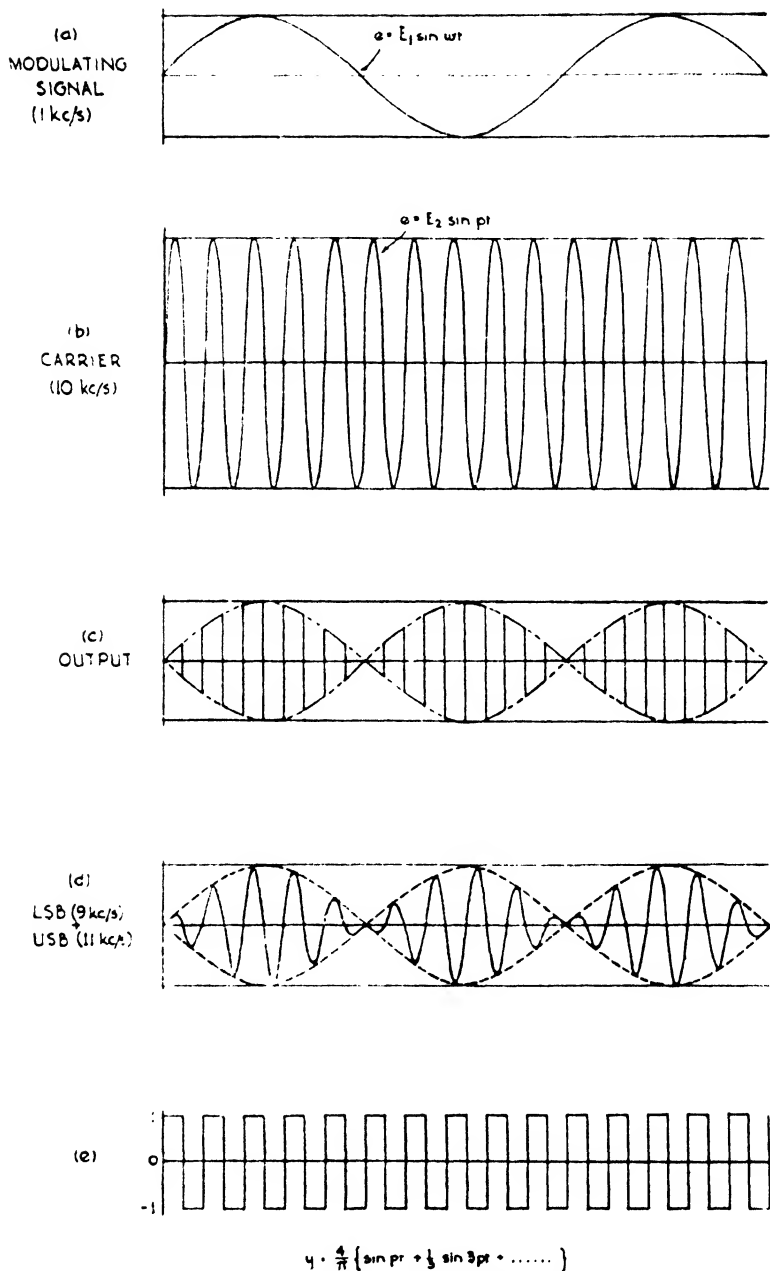 (a)
MODULATING
SIGNAL
(1 kc/s)
e = E₁ sin ωt
e = E₂ sin pt
(b)
CARRIER
(10 kc/s)
(c)
OUTPUT
(d)
LSB (9 kc/s)
+
USB (11 kc/s)
(e)
1
0
-1
y = 4/π { sin pt + 1/3 sin 3pt + ...... }